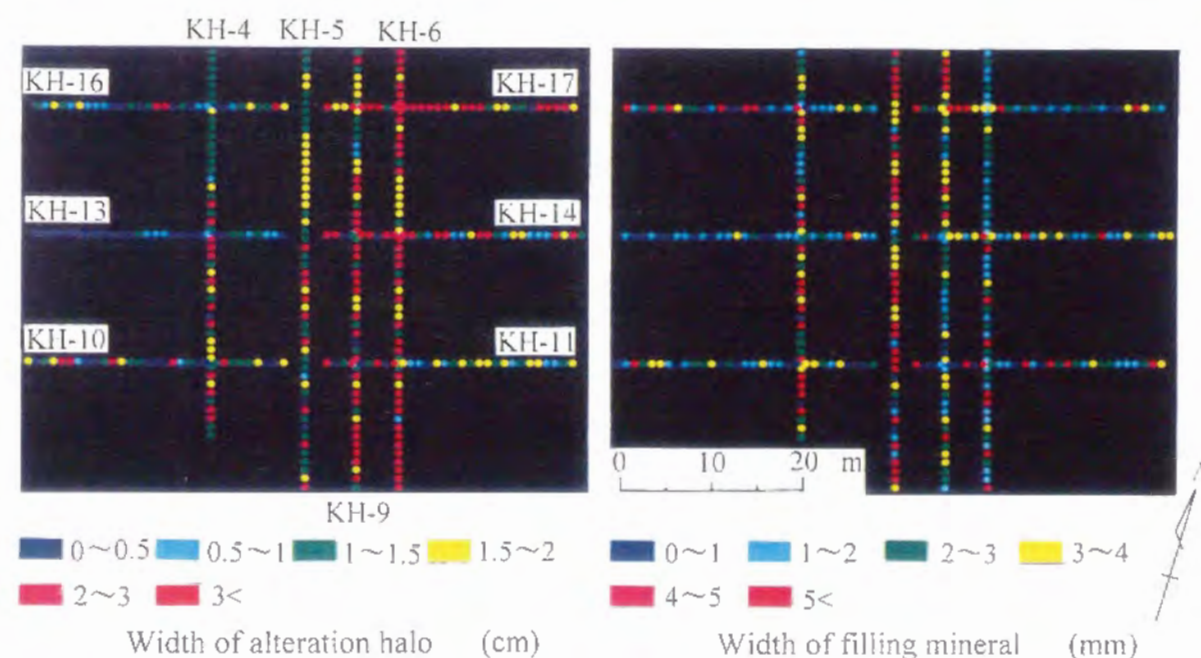 KH-4 KH-5 KH-6
KH-16 KH-17
KH-13 KH-14
KH-10 KH-11
0 10 20 m
KH-9
0～0.5 0.5～1 1～1.5 1.5～2
2～3 3<
Width of alteration halo (cm)
0～1 1～2 2～3 3～4
4～5 5<
Width of filling mineral (mm)